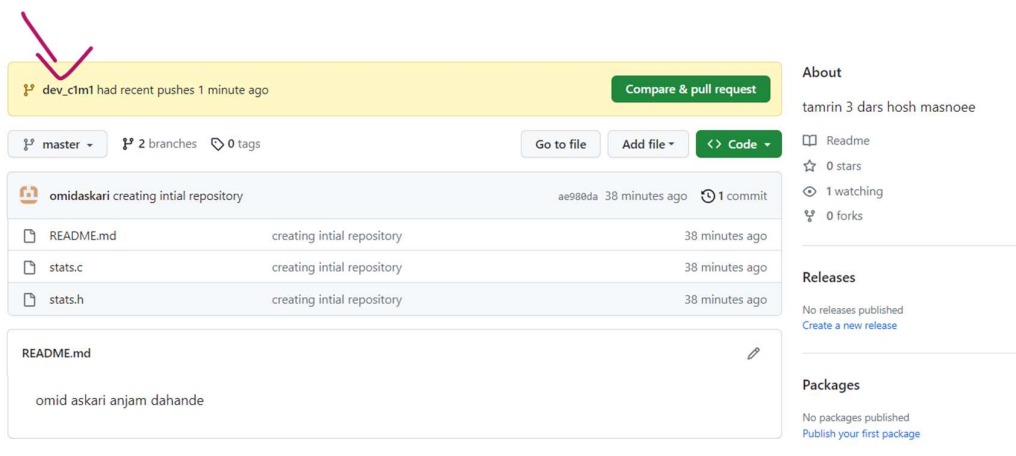 dev_c1m1 had recent pushes 1 minute ago
Compare & pull request
master
2 branches
0 tags
Go to file
Add file
Code
omidaskari creating intial repository
ae980da 38 minutes ago
1 commit
README.md creating intial repository 38 minutes ago
stats.c creating intial repository 38 minutes ago
stats.h creating intial repository 38 minutes ago
README.md
omid askari anjam dahande
About
tamrin 3 dars hosh masnoee
Readme
0 stars
1 watching
0 forks
Releases
No releases published
Create a new release
Packages
No packages published
Publish your first package